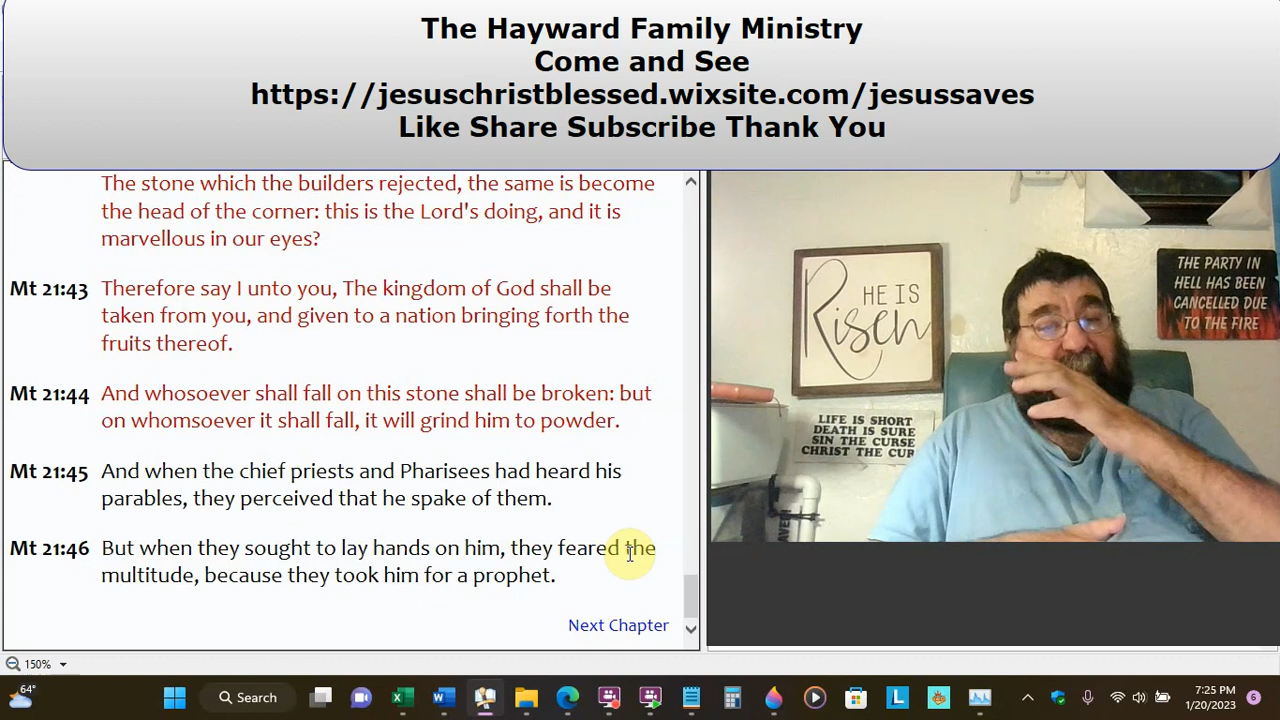 The Hayward Family Ministry
Come and See
https://jesuschristblessed.wixsite.com/jesussaves
Like Share Subscribe Thank You
The stone which the builders rejected, the same is become
the head of the corner: this is the Lord's doing, and it is
marvellous in our eyes?
Mt 21:43 Therefore say I unto you, The kingdom of God shall be
taken from you, and given to a nation bringing forth the
fruits thereof.
Mt 21:44 And whosoever shall fall on this stone shall be broken: but
on whomsoever it shall fall, it will grind him to powder.
Mt 21:45 And when the chief priests and Pharisees had heard his
parables, they perceived that he spake of them.
Mt 21:46 But when they sought to lay hands on him, they feared the
multitude, because they took him for a prophet.
Next Chapter
HE IS
Risen
THE PARTY IN
HELL HAS BEEN
CANCELLED DUE
TO THE FIRE
LIFE IS SHORT
DEATH IS SURE
SIN THE CURSE
CHRIST THE CUR
150%
64°
Search
7:25 PM
1/20/2023
6